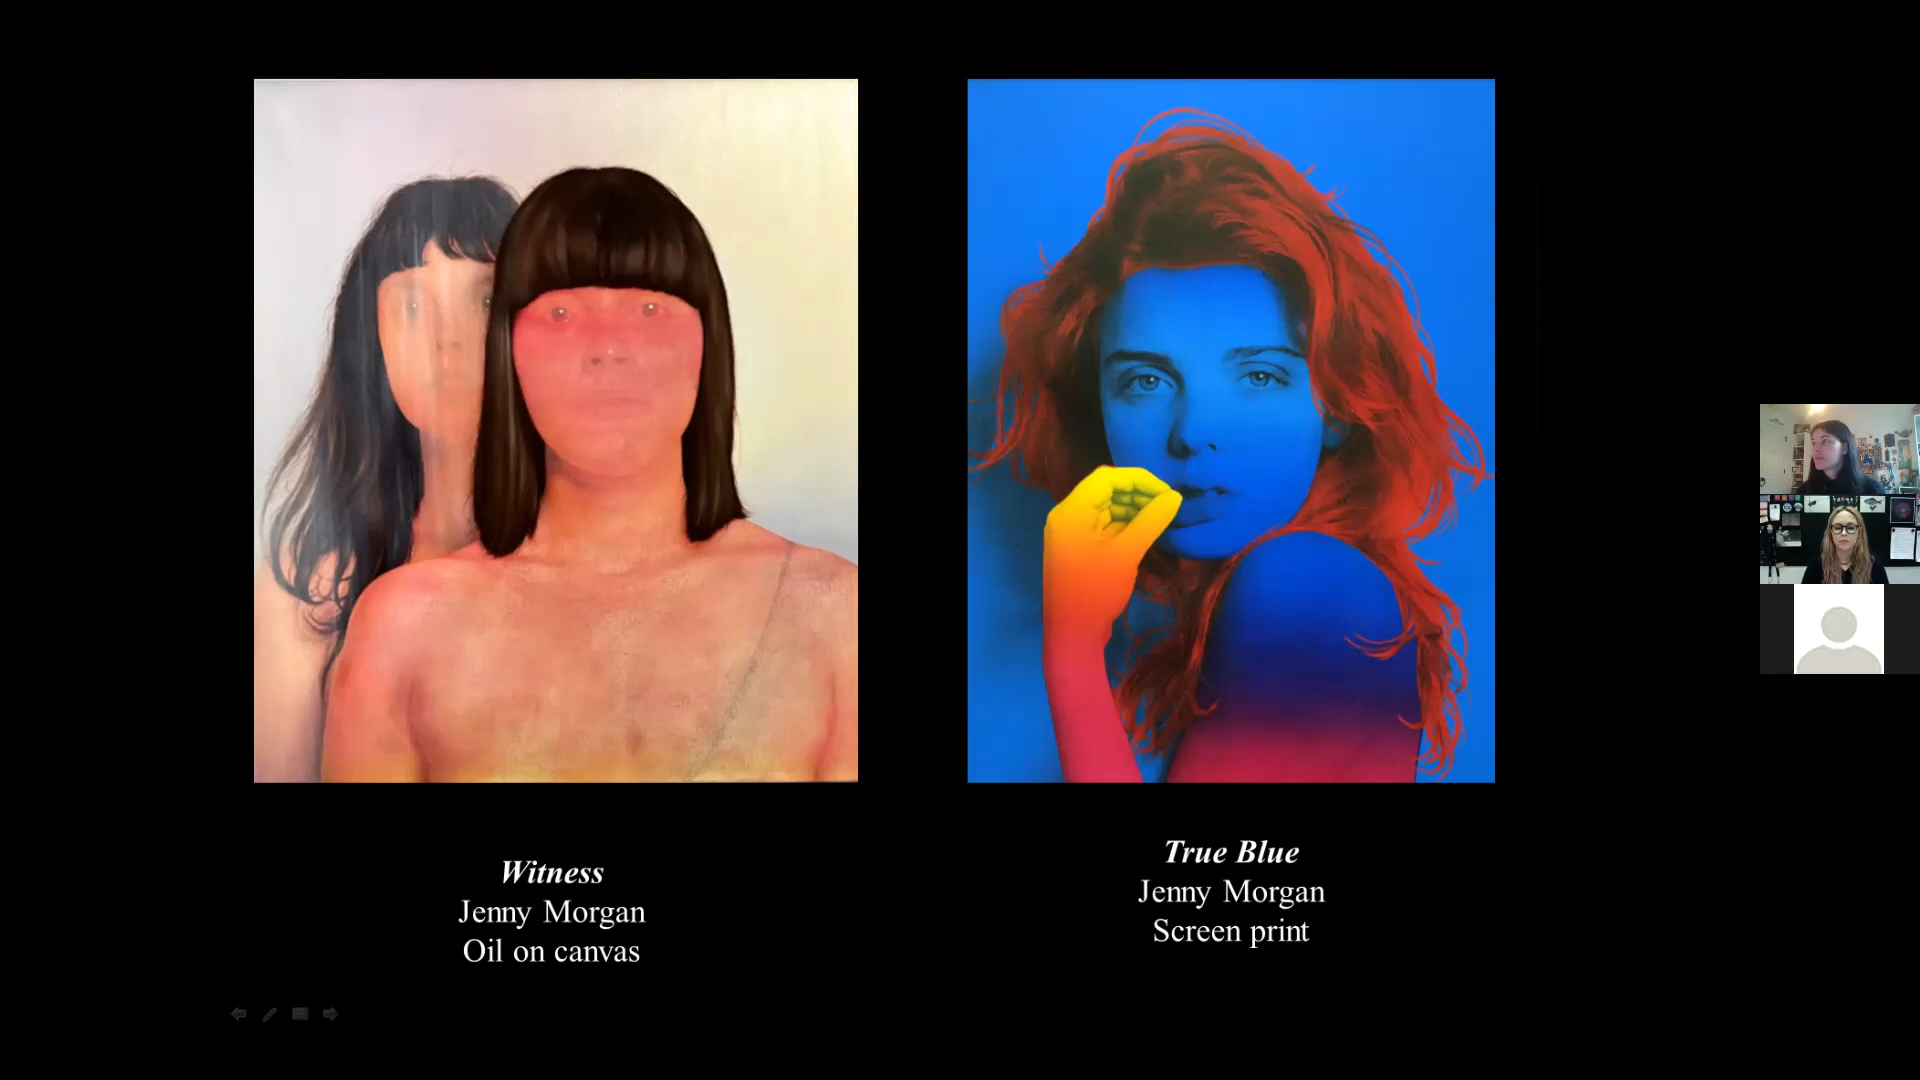 Witness
Jenny Morgan
Oil on canvas
True Blue
Jenny Morgan
Screen print